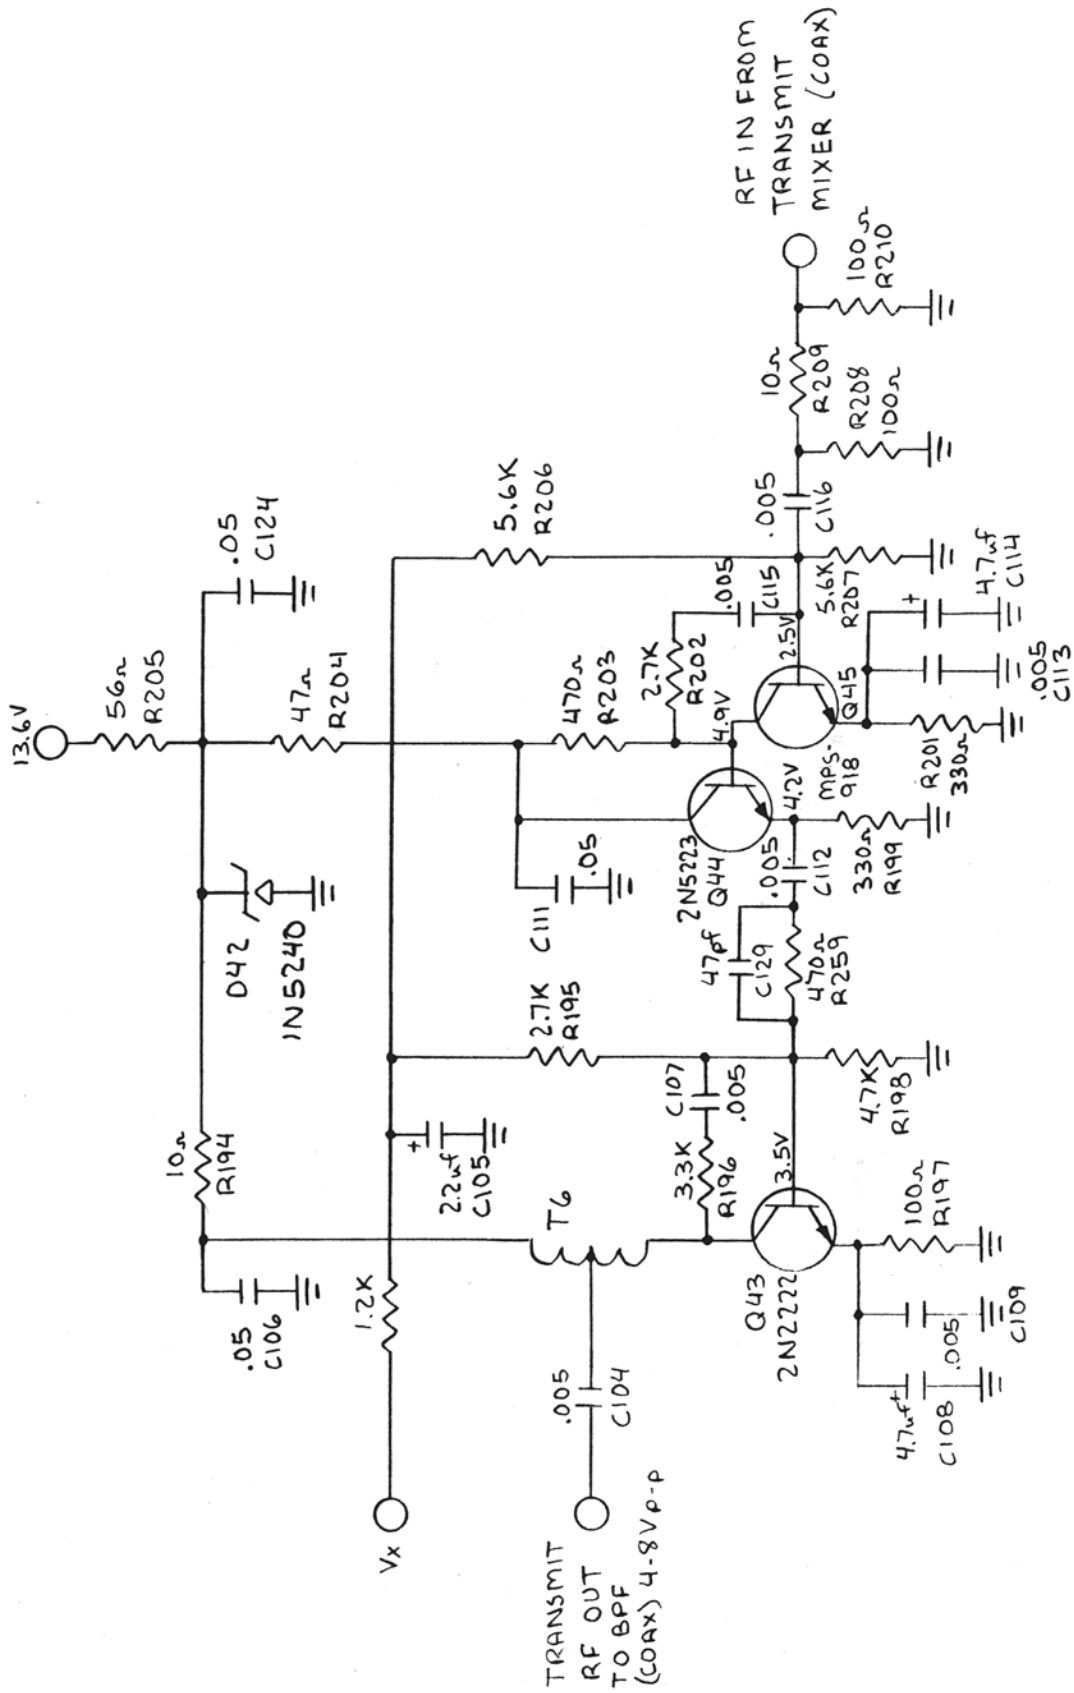 13.6V
56Ω
R205
.05
C124
47Ω
R204
D42
1N5240
10Ω
R194
.05
C106
5.6K
R206
470Ω
R203
2.7K
R202
.005
C115
4.9V
C111
.05
2N5223
Q44
4.2V
MPS-
918
Q45
2.5V
5.6K
R207
.005
C116
10Ω
R209
R208
100Ω
100Ω
R210
RF IN FROM
TRANSMIT
MIXER (COAX)
+
4.7uf
C114
.005
C113
R201
330Ω
330Ω
R199
.005
C112
47pf
C129
470Ω
R259
2.7K
R195
C107
.005
3.3K
R196
4.7K
R198
3.5V
+
2.2uf
C105
T6
1.2K
Vx
Q43
2N2222
100Ω
R197
.005
C109
4.7uf+
C108
.005
C104
TRANSMIT
RF OUT
TO BPF
(COAX) 4-8Vp-p